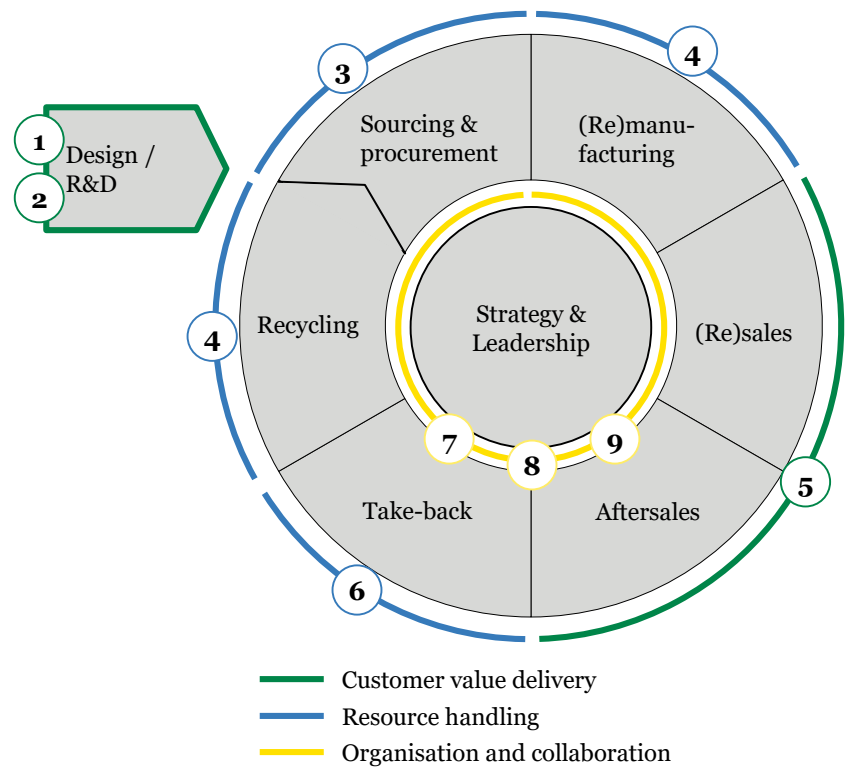 3
4
1
2
Design /
R&D
Sourcing &
procurement
(Re)manu-
facturing
4
Recycling
Strategy &
Leadership
(Re)sales
7
8
9
5
Take-back
Aftersales
6
Customer value delivery
Resource handling
Organisation and collaboration